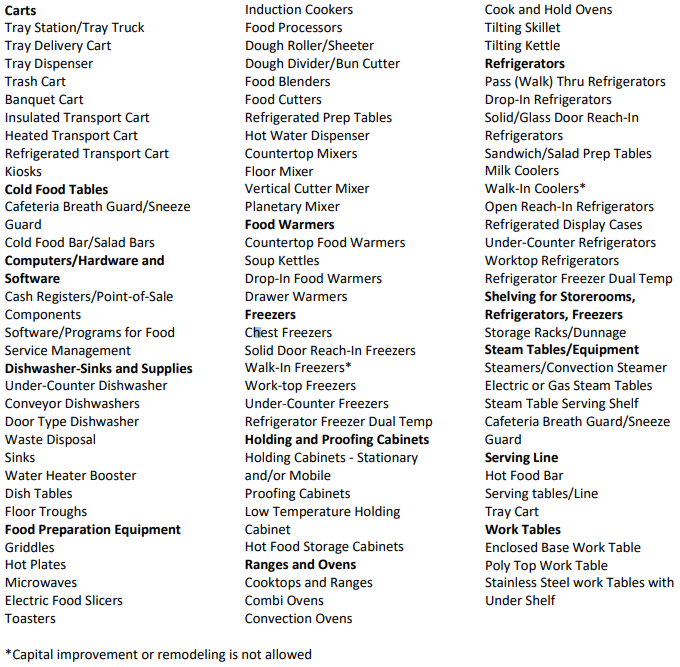 Carts
Tray Station/Tray Truck
Tray Delivery Cart
Tray Dispenser
Trash Cart
Banquet Cart
Insulated Transport Cart
Heated Transport Cart
Refrigerated Transport Cart
Kiosks
Cold Food Tables
Cafeteria Breath Guard/Sneeze
Guard
Cold Food Bar/Salad Bars
Computers/Hardware and
Software
Cash Registers/Point-of-Sale
Components
Software/Programs for Food
Service Management
Dishwasher-Sinks and Supplies
Under-Counter Dishwasher
Conveyor Dishwashers
Door Type Dishwasher
Waste Disposal
Sinks
Water Heater Booster
Dish Tables
Floor Troughs
Food Preparation Equipment
Griddles
Hot Plates
Microwaves
Electric Food Slicers
Toasters
Induction Cookers
Food Processors
Dough Roller/Sheeter
Dough Divider/Bun Cutter
Food Blenders
Food Cutters
Refrigerated Prep Tables
Hot Water Dispenser
Countertop Mixers
Floor Mixer
Vertical Cutter Mixer
Planetary Mixer
Food Warmers
Countertop Food Warmers
Soup Kettles
Drop-In Food Warmers
Drawer Warmers
Freezers
Chest Freezers
Solid Door Reach-In Freezers
Walk-In Freezers*
Work-top Freezers
Under-Counter Freezers
Refrigerator Freezer Dual Temp
Holding and Proofing Cabinets
Holding Cabinets - Stationary
and/or Mobile
Proofing Cabinets
Low Temperature Holding
Cabinet
Hot Food Storage Cabinets
Ranges and Ovens
Cooktops and Ranges
Combi Ovens
Convection Ovens
Cook and Hold Ovens
Tilting Skillet
Tilting Kettle
Refrigerators
Pass (Walk) Thru Refrigerators
Drop-In Refrigerators
Solid/Glass Door Reach-In
Refrigerators
Sandwich/Salad Prep Tables
Milk Coolers
Walk-In Coolers*
Open Reach-In Refrigerators
Refrigerated Display Cases
Under-Counter Refrigerators
Worktop Refrigerators
Refrigerator Freezer Dual Temp
Shelving for Storerooms,
Refrigerators, Freezers
Storage Racks/Dunnage
Steam Tables/Equipment
Steamers/Convection Steamer
Electric or Gas Steam Tables
Steam Table Serving Shelf
Cafeteria Breath Guard/Sneeze
Guard
Serving Line
Hot Food Bar
Serving tables/Line
Tray Cart
Work Tables
Enclosed Base Work Table
Poly Top Work Table
Stainless Steel work Tables with
Under Shelf
*Capital improvement or remodeling is not allowed